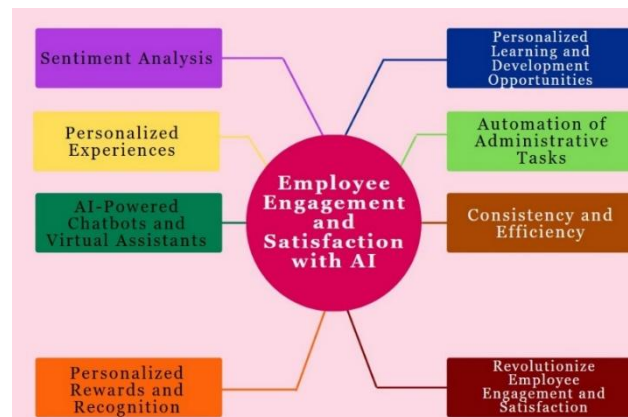 Sentiment Analysis
Personalized
Experiences
AI-Powered
Chatbots and
Virtual Assistants
Personalized
Rewards and
Recognition
Employee
Engagement
and
Satisfaction
with AI
Personalized
Learning and
Development
Opportunities
Automation of
Administrative
Tasks
Consistency and
Efficiency
Revolutionize
Employee
Engagement and
Satisfaction